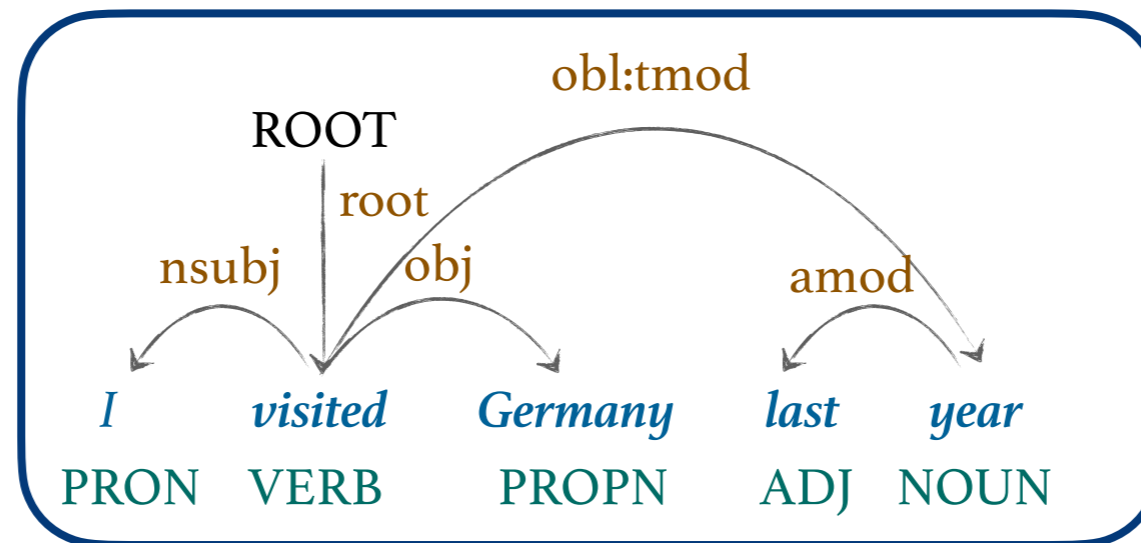 obl:tmod
ROOT
root
nsubj obj amod
I visited Germany last year
PRON VERB PROPN ADJ NOUN